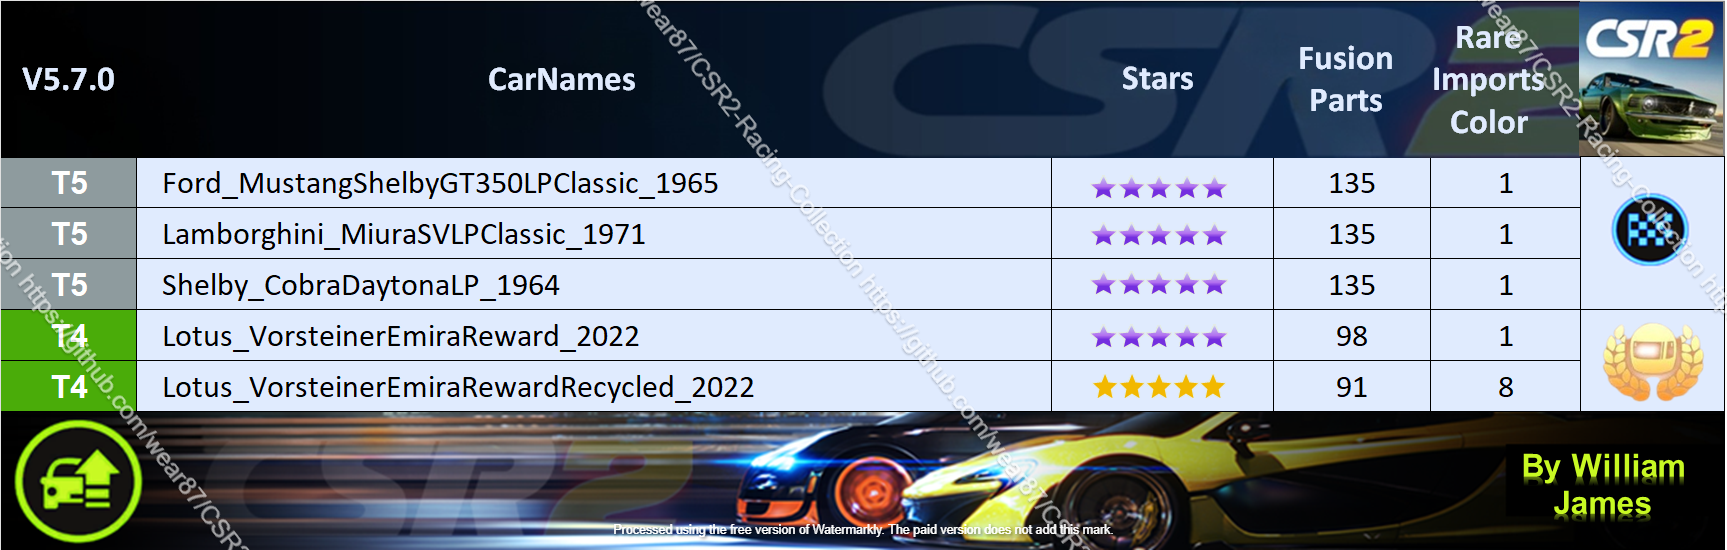 V5.7.0 CarNames Stars Fusion Parts Rare Imports Color CSR2
T5 Ford_MustangShelbyGT350LPClassic_1965 135 1
T5 Lamborghini_MiuraSVLPClassic_1971 135 1
T5 Shelby_CobraDaytonaLP_1964 135 1
T4 Lotus_VorsteinerEmiraReward_2022 98 1
T4 Lotus_VorsteinerEmiraRewardRecycled_2022 91 8
CSR2
By William
James
Processed using the free version of Watermarkly. The paid version does not add this mark.
wear87/CSR2-Racing-Collection https://github.com/wear87/CSR2